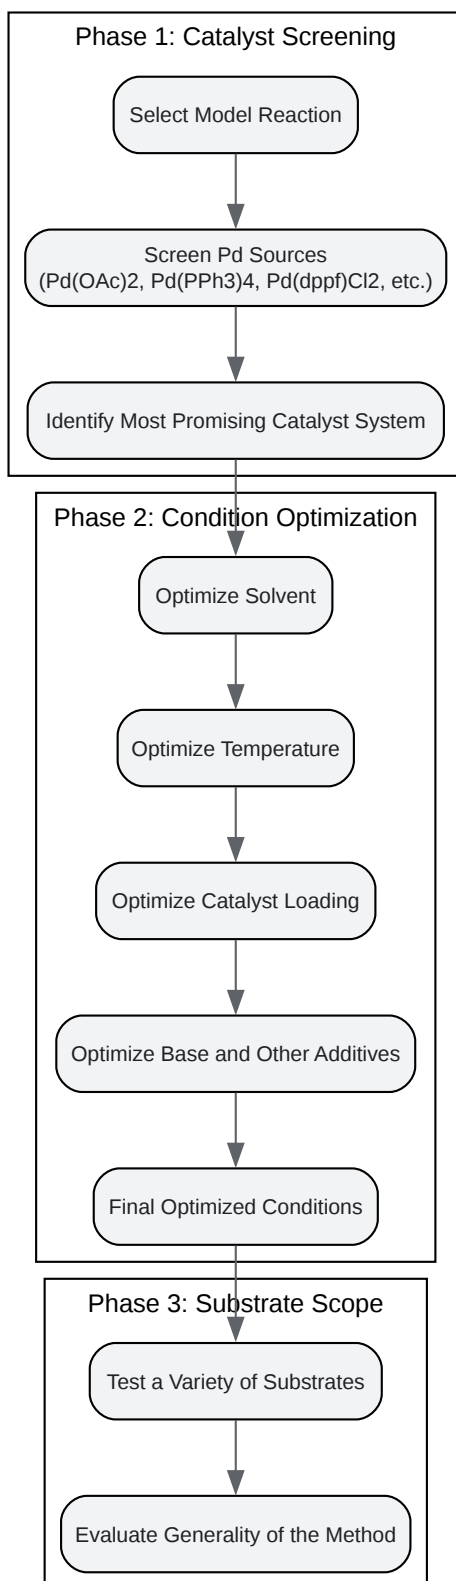 Phase 1: Catalyst Screening
Select Model Reaction
Screen Pd Sources
(Pd(OAc)2, Pd(PPh3)4, Pd(dppf)Cl2, etc.)
Identify Most Promising Catalyst System
Phase 2: Condition Optimization
Optimize Solvent
Optimize Temperature
Optimize Catalyst Loading
Optimize Base and Other Additives
Final Optimized Conditions
Phase 3: Substrate Scope
Test a Variety of Substrates
Evaluate Generality of the Method